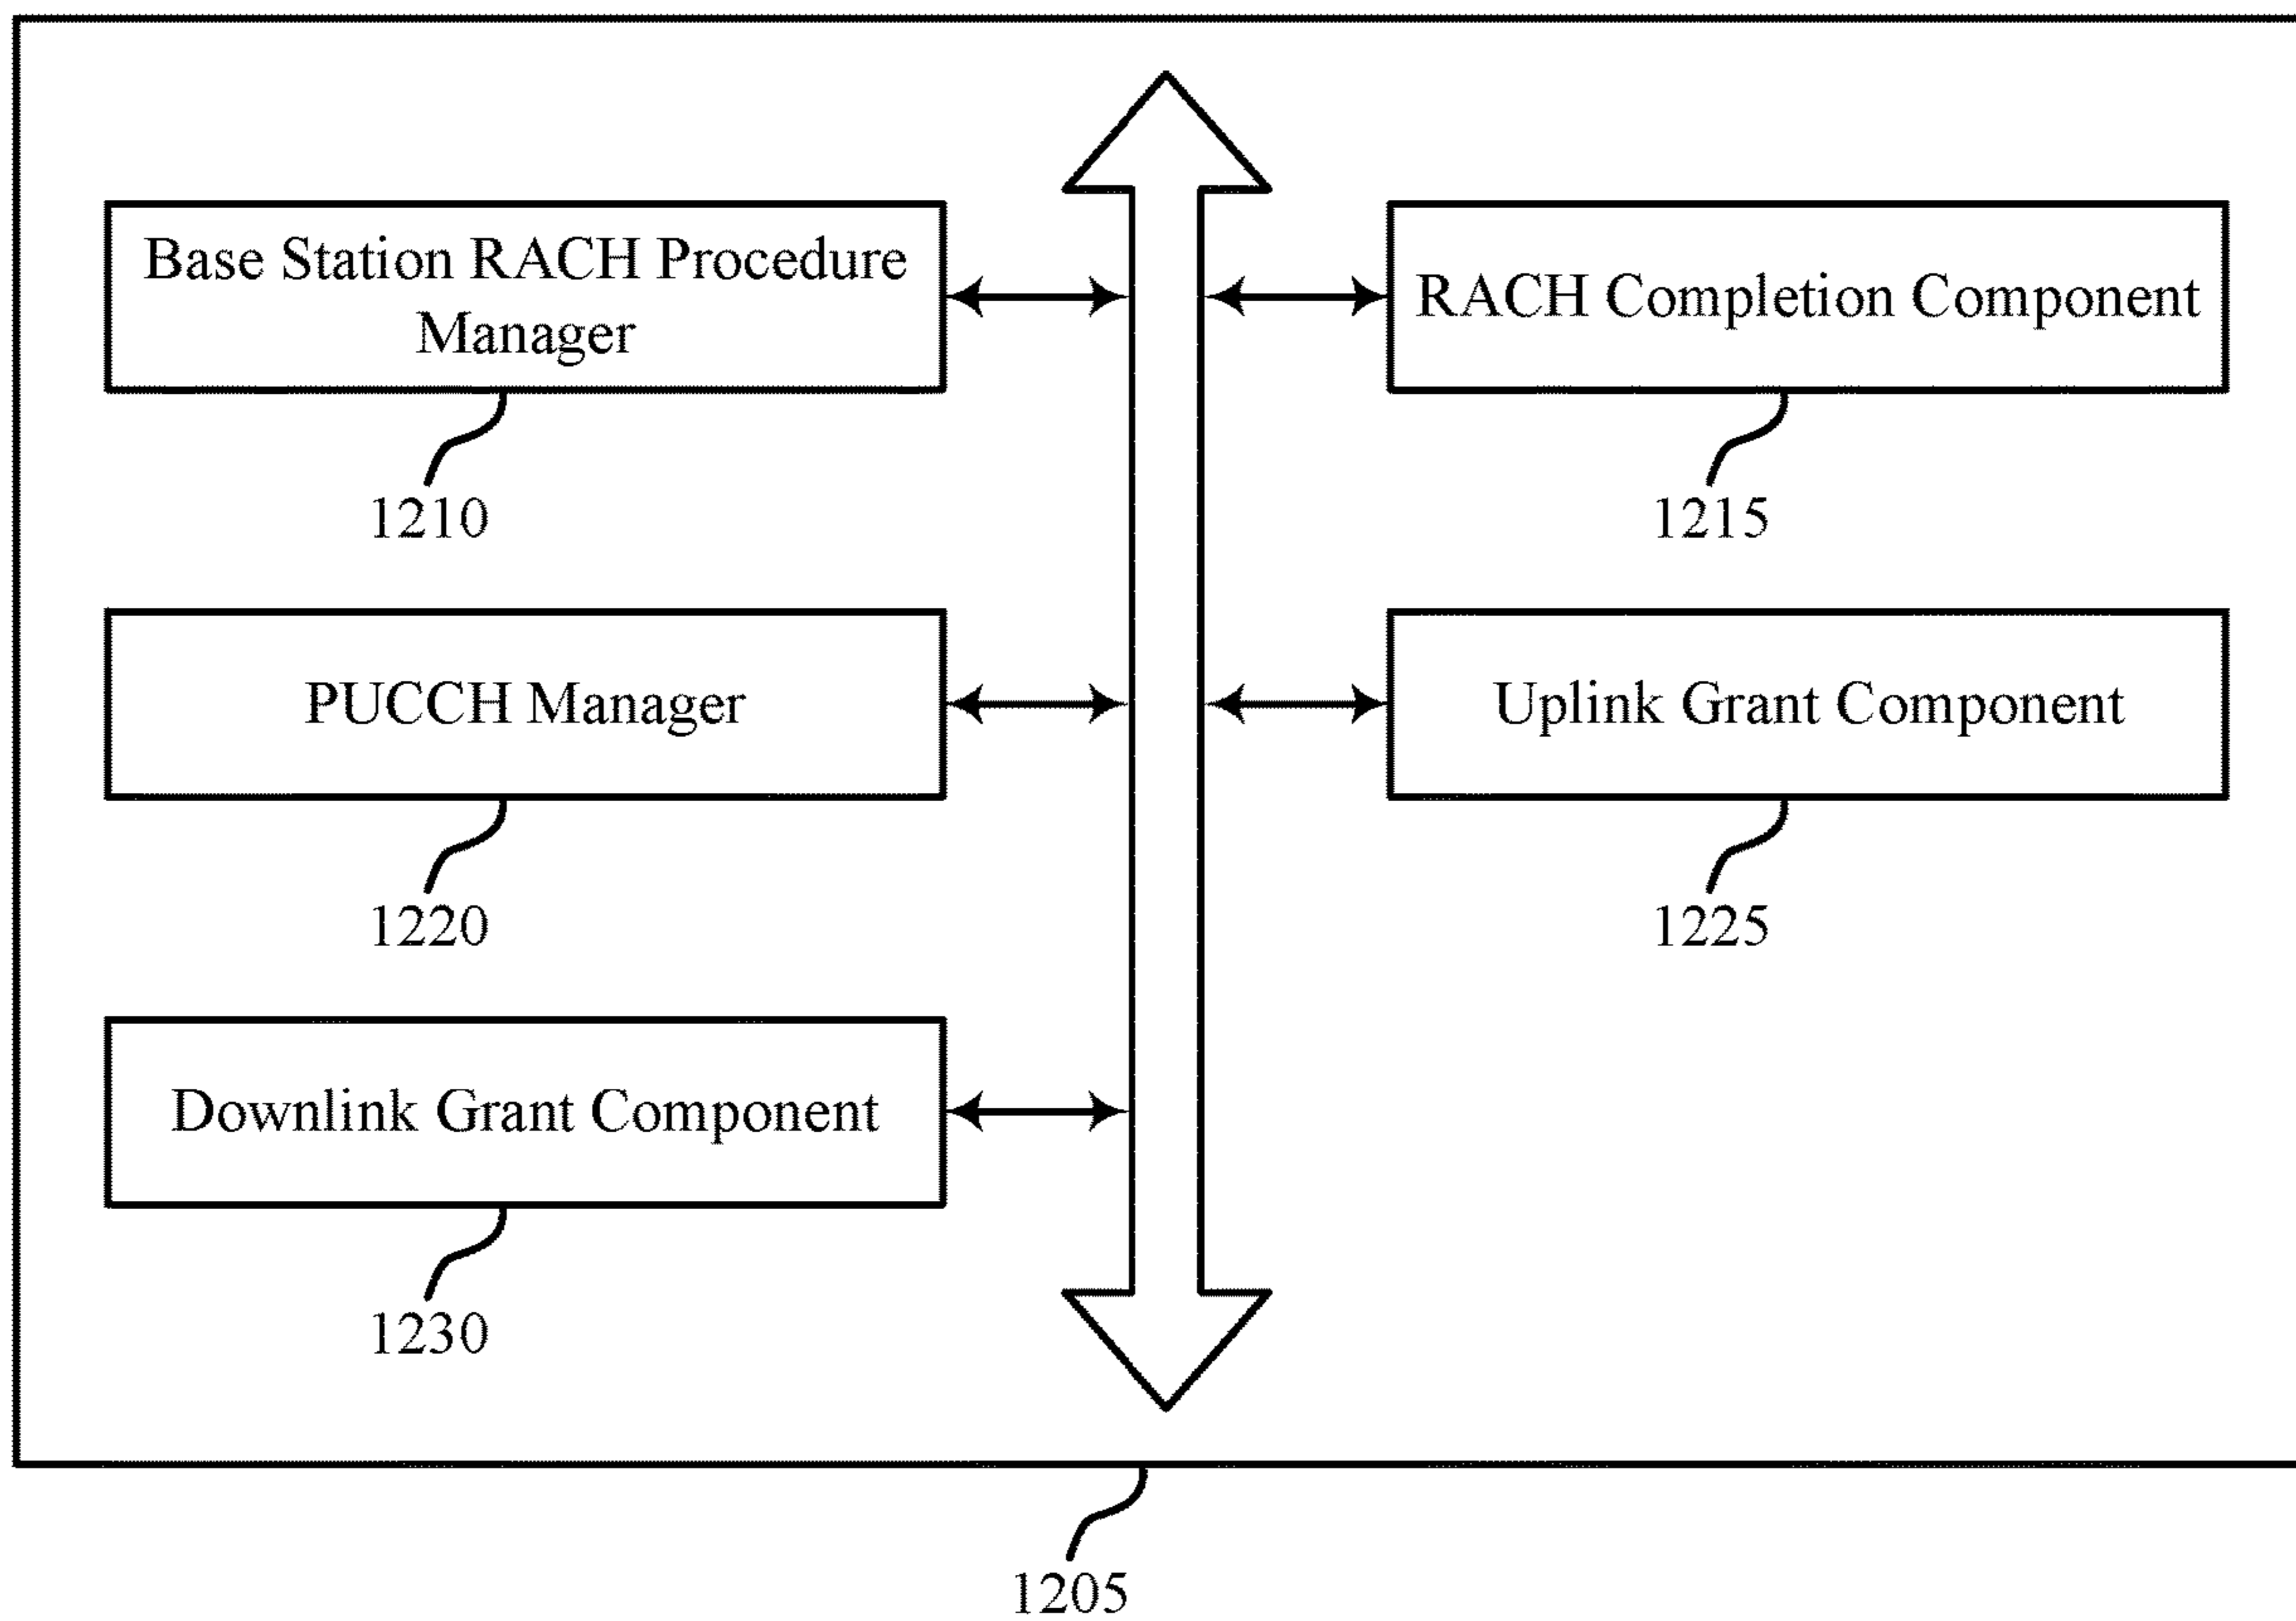 Base Station RACH Procedure
Manager
1210
RACH Completion Component
1215
PUCCH Manager
1220
Uplink Grant Component
1225
Downlink Grant Component
1230
1205